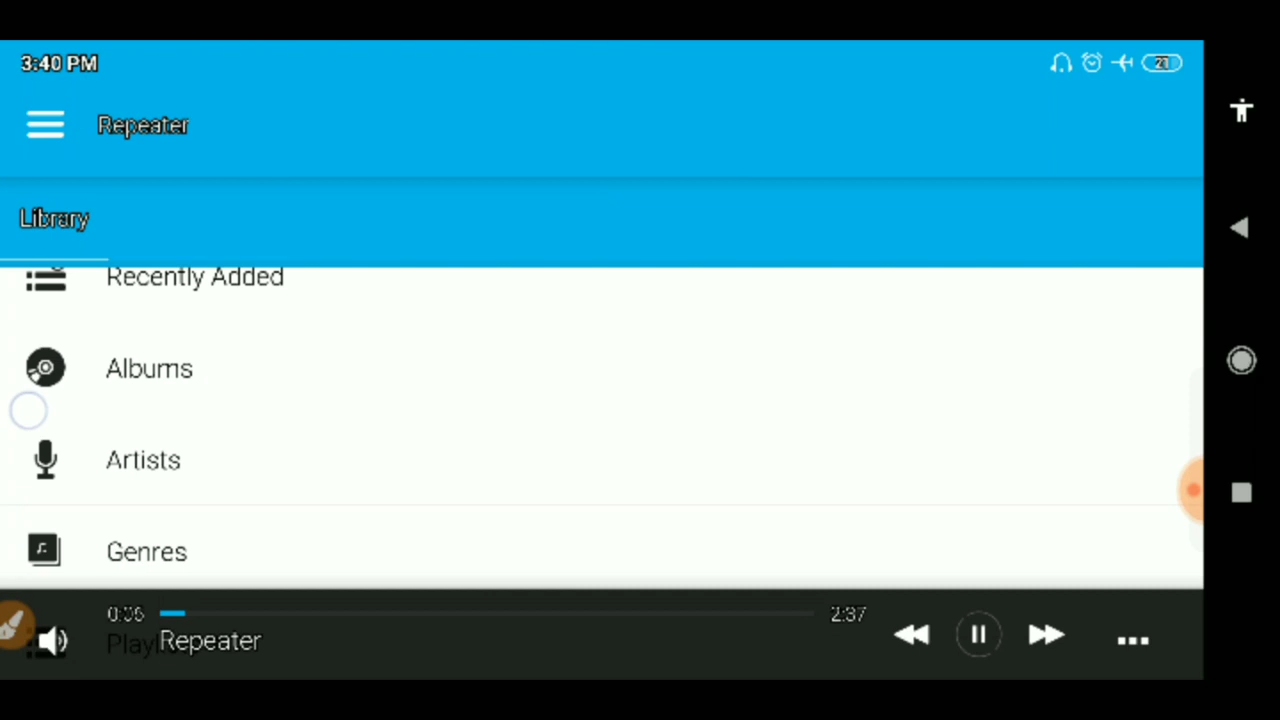 3:40 PM
Repeater
Library
Recently Added
Albums
Artists
Genres
0:06
2:37
Repeater